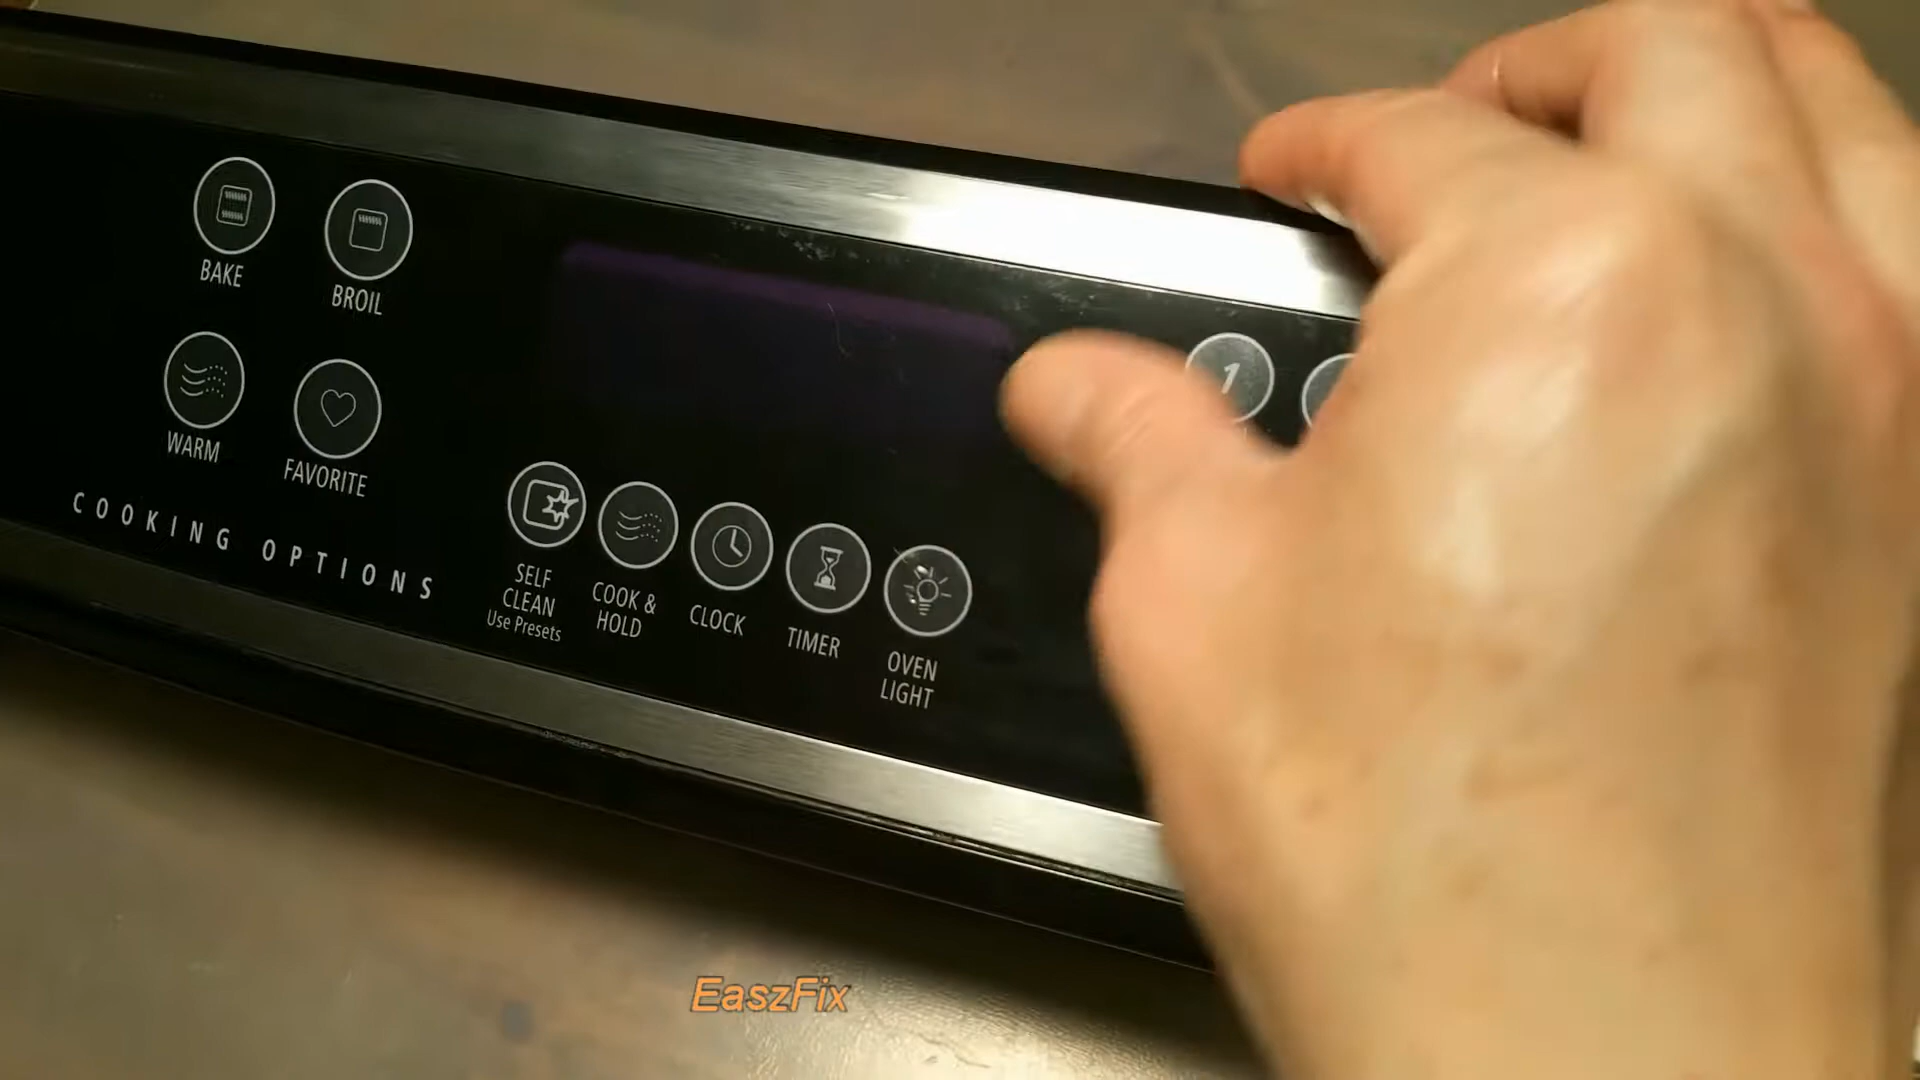 BAKE
BROIL
WARM
FAVORITE
COOKING OPTIONS
SELF
CLEAN
Use Presets
COOK &
HOLD
CLOCK
TIMER
OVEN
LIGHT
1
EaszFix